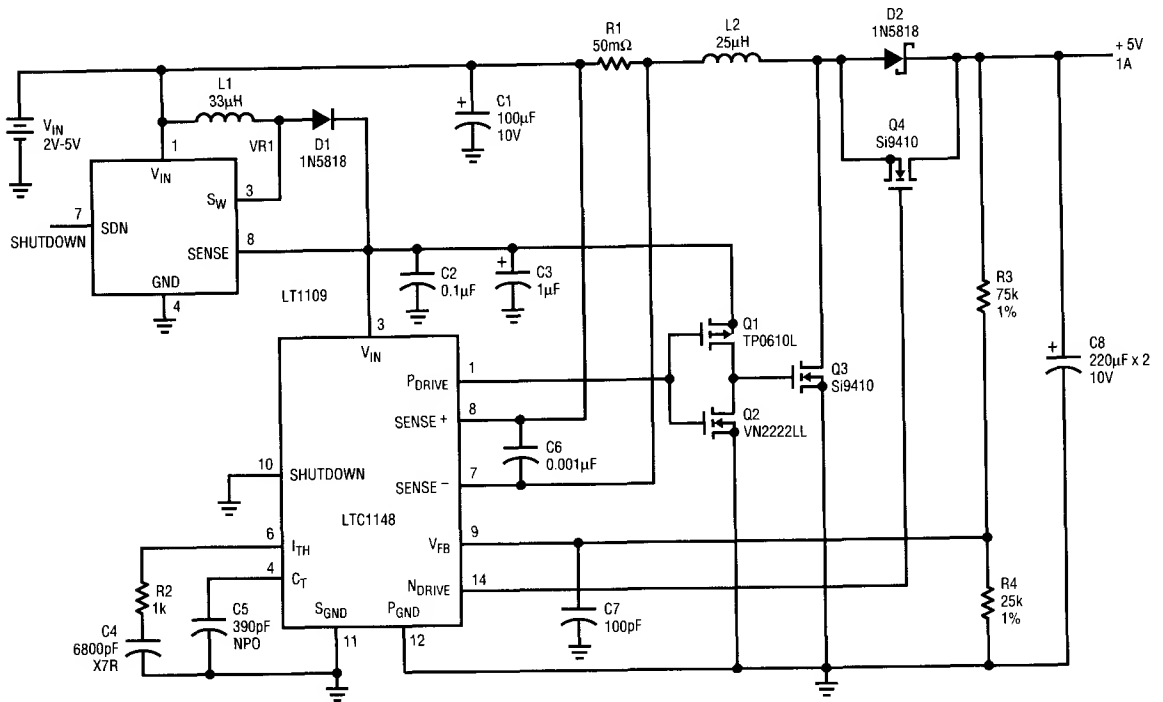 R1
50mΩ
L2
25µH
D2
1N5818
+ 5V
1A
L1
33µH
VIN
2V-5V
1
VR1
D1
1N5818
+
C1
100µF
10V
Q4
Si9410
VIN
SW
3
7
SDN
SHUTDOWN
SENSE
8
GND
4
LT1109
C2
0.1µF
+
C3
1µF
R3
75k
1%
3
VIN
Q1
TP0610L
PDRIVE
1
Q3
Si9410
+
C8
220µF x 2
10V
SENSE +
8
Q2
VN2222LL
C6
0.001µF
10
SHUTDOWN
SENSE –
7
LTC1148
6
ITH
VFB
9
4
CT
NDRIVE
14
R2
1k
C5
390pF
NPO
SGND
PGND
C7
100pF
R4
25k
1%
C4
6800pF
X7R
11
12